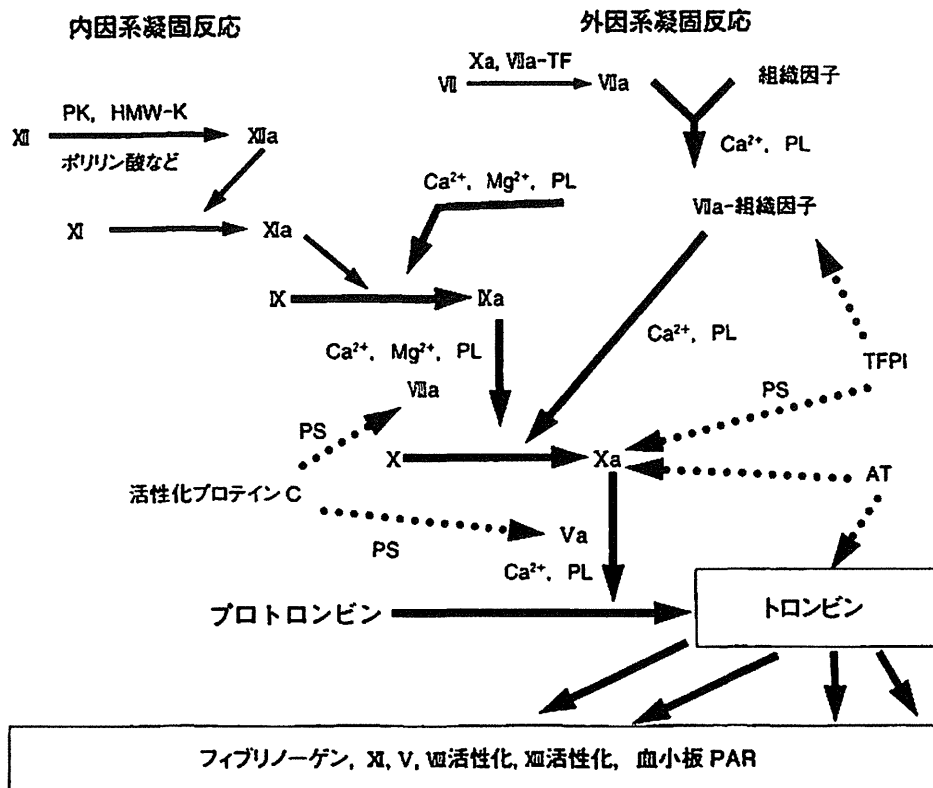 内因系凝固反応
外因系凝固反応
Xa, Ⅶa-TF
Ⅶ
Ⅶa
組織因子
PK, HMW-K
Ⅻ
Ⅻa
ポリリン酸など
Ca²⁺, PL
Ca²⁺, Mg²⁺, PL
Ⅶa-組織因子
Ⅺ
Ⅺa
Ⅸ
Ⅸa
Ca²⁺, PL
Ca²⁺, Mg²⁺, PL
TFPI
Ⅷa
PS
PS
X
Xa
AT
活性化プロテイン C
PS
Va
Ca²⁺, PL
プロトロンビン
トロンビン
フィブリノーゲン, Ⅺ, V, Ⅷ活性化, XIII活性化, 血小板 PAR